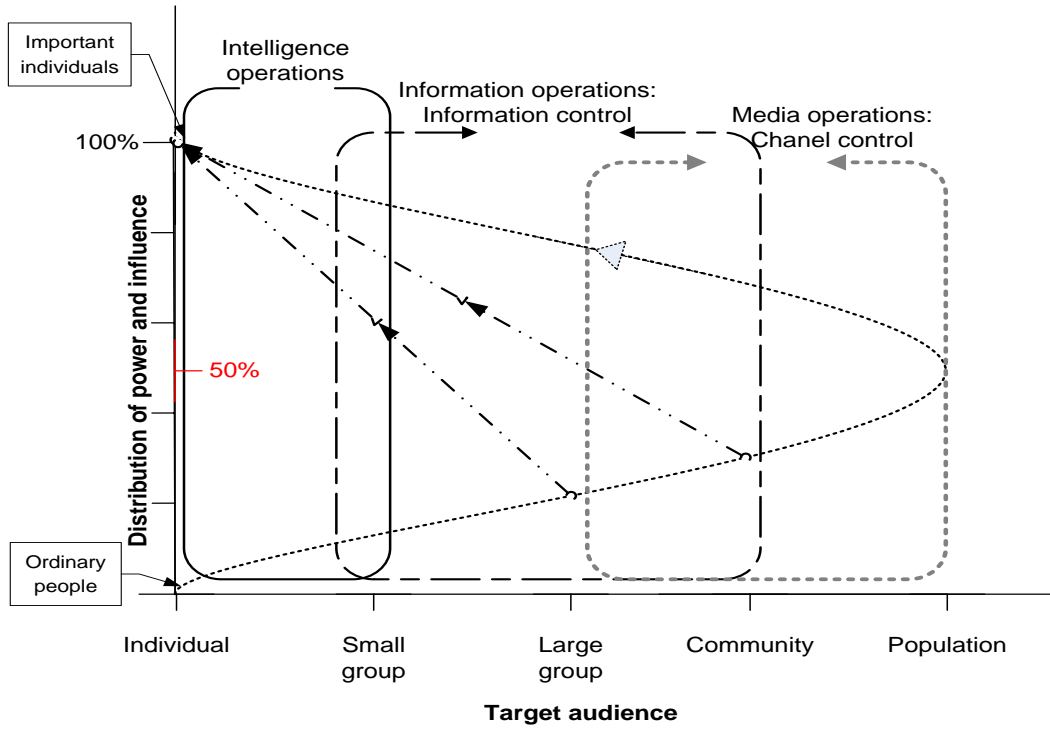 Important
individuals
Intelligence
operations
Information operations:
Information control
Media operations:
Chanel control
100%
Distribution of power and influence
50%
Ordinary
people
Individual
Small
group
Large
group
Community
Population
Target audience